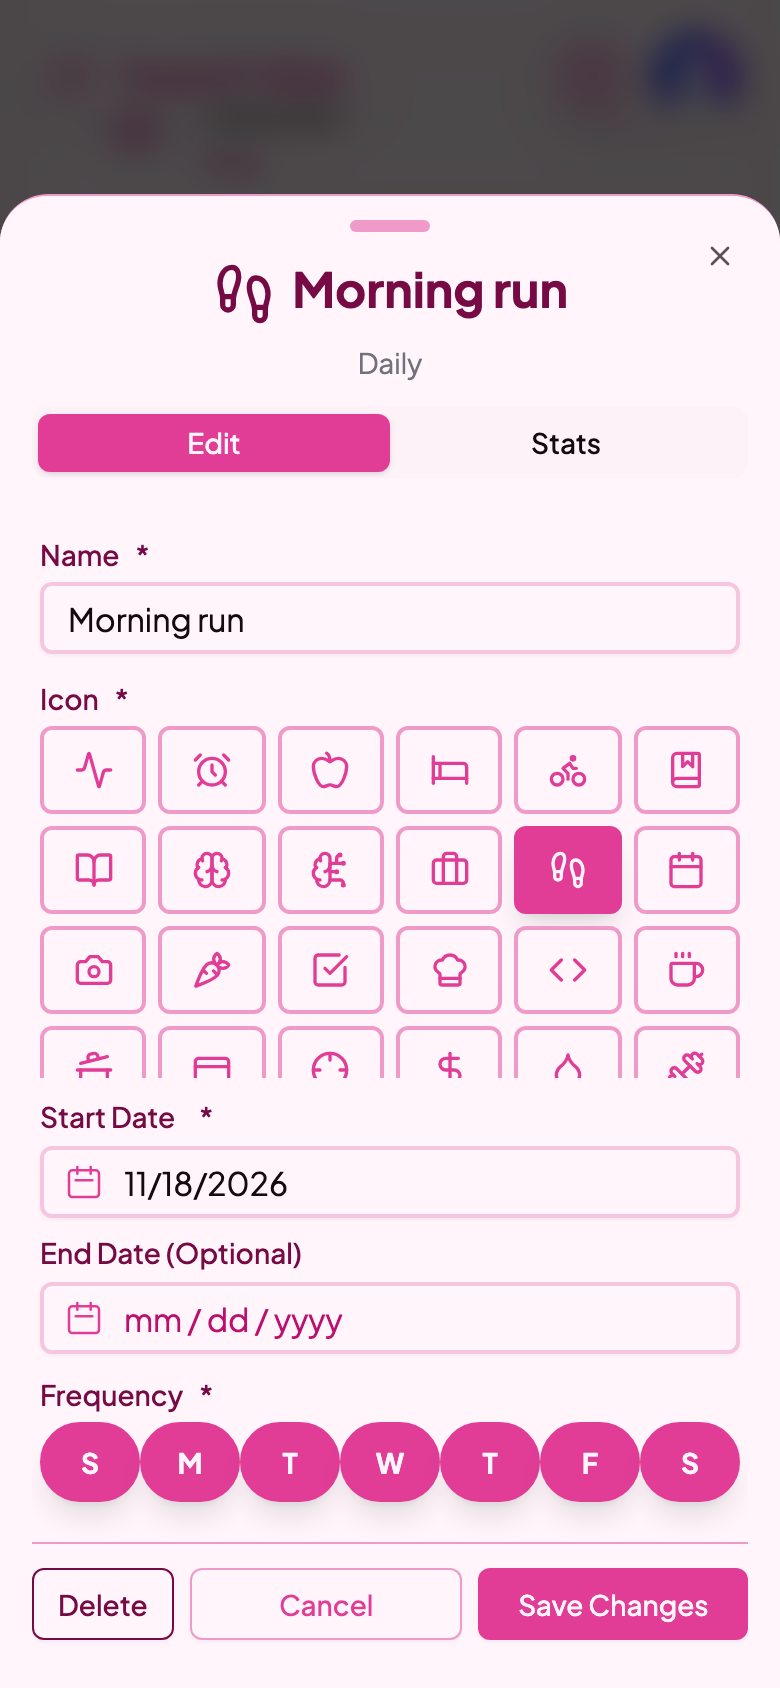 Morning run
Daily
Edit Stats
Name *
Morning run
Icon *
Start Date *
11/18/2026
End Date (Optional)
mm / dd / yyyy
Frequency *
S M T W T F S
Delete Cancel Save Changes